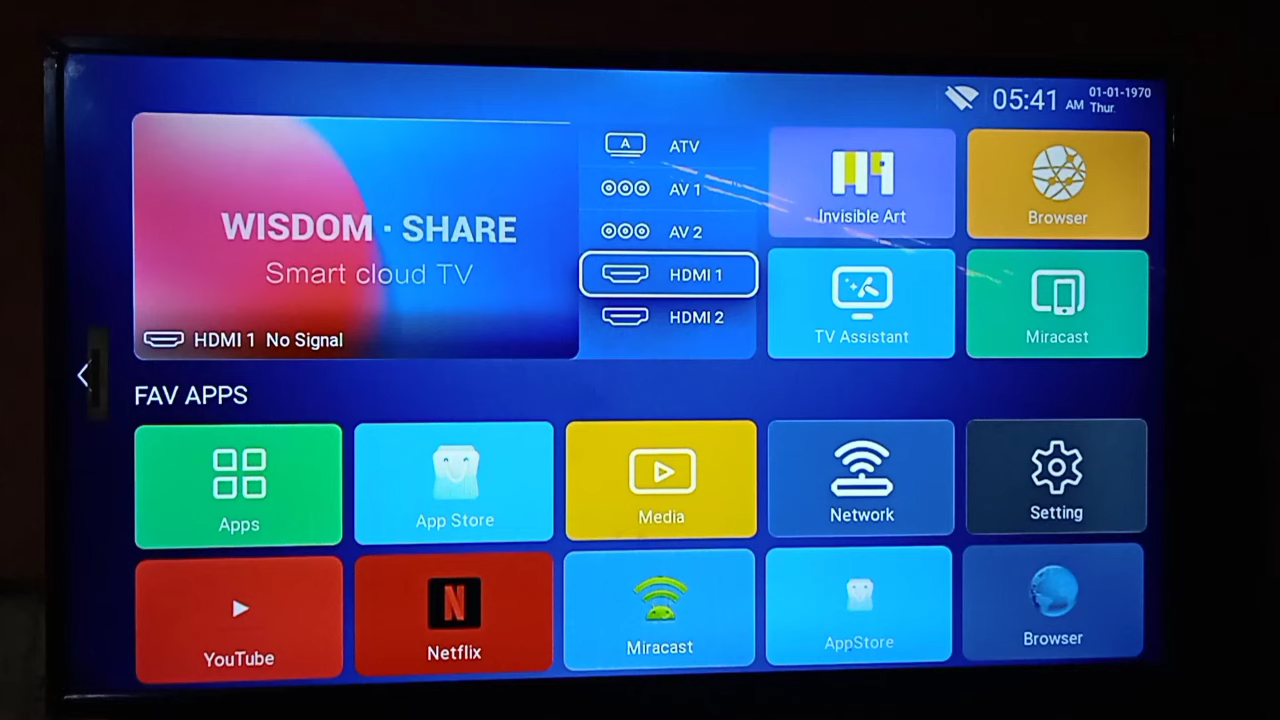 05:41 AM 01-01-1970
Thur.
WISDOM · SHARE
Smart cloud TV
HDMI 1 No Signal
A ATV
AV 1
AV 2
HDMI 1
HDMI 2
Invisible Art
Browser
TV Assistant
Miracast
FAV APPS
Apps
App Store
Media
Network
Setting
YouTube
N
Netflix
Miracast
AppStore
Browser